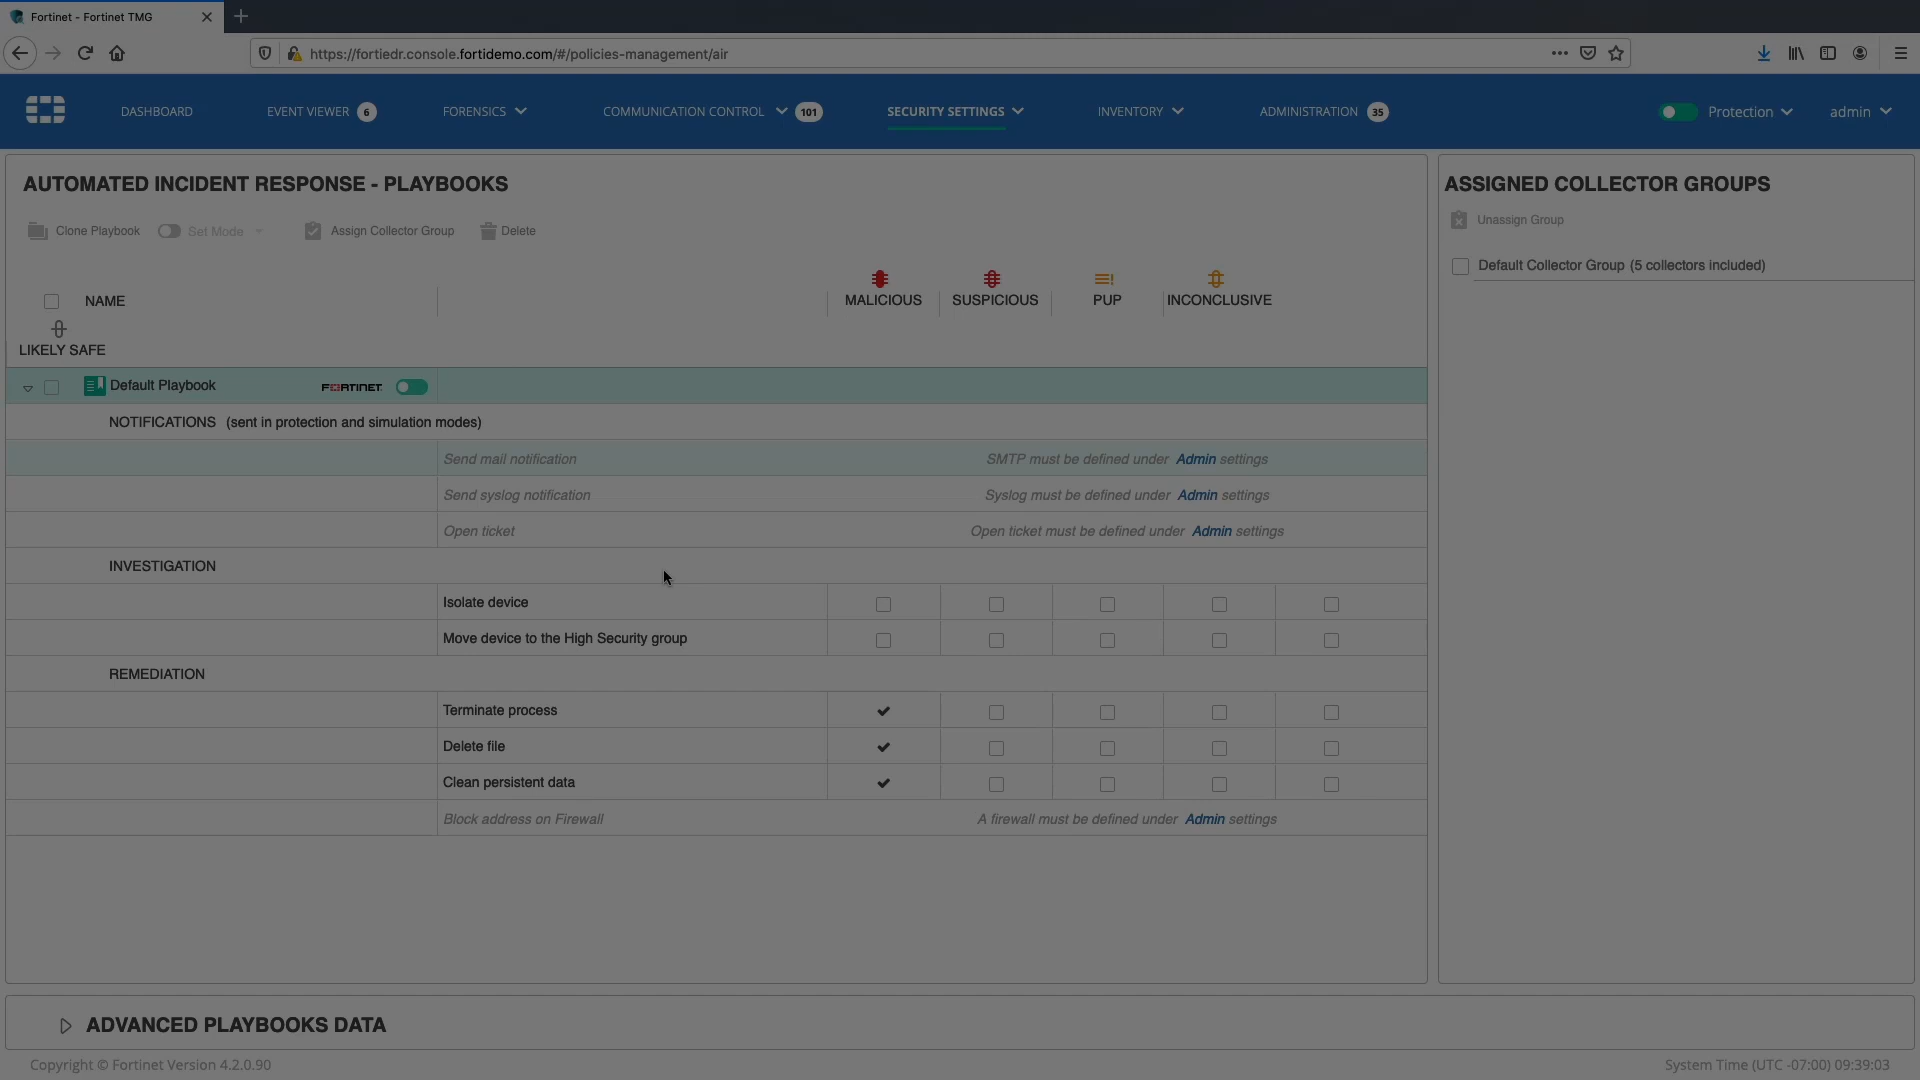 Fortinet - Fortinet TMG
https://fortiedr.console.fortidemo.com/#/policies-management/air
DASHBOARD
EVENT VIEWER 6
FORENSICS
COMMUNICATION CONTROL 101
SECURITY SETTINGS
INVENTORY
ADMINISTRATION 35
Protection
admin
AUTOMATED INCIDENT RESPONSE - PLAYBOOKS
Clone Playbook Set Mode Assign Collector Group Delete
NAME MALICIOUS SUSPICIOUS PUP INCONCLUSIVE
LIKELY SAFE
Default Playbook FORTINET
NOTIFICATIONS (sent in protection and simulation modes)
Send mail notification SMTP must be defined under Admin settings
Send syslog notification Syslog must be defined under Admin settings
Open ticket Open ticket must be defined under Admin settings
INVESTIGATION
Isolate device
Move device to the High Security group
REMEDIATION
Terminate process
Delete file
Clean persistent data
Block address on Firewall A firewall must be defined under Admin settings
ASSIGNED COLLECTOR GROUPS
Unassign Group
Default Collector Group (5 collectors included)
ADVANCED PLAYBOOKS DATA
Copyright © Fortinet Version 4.2.0.90
System Time (UTC -07:00) 09:39:03